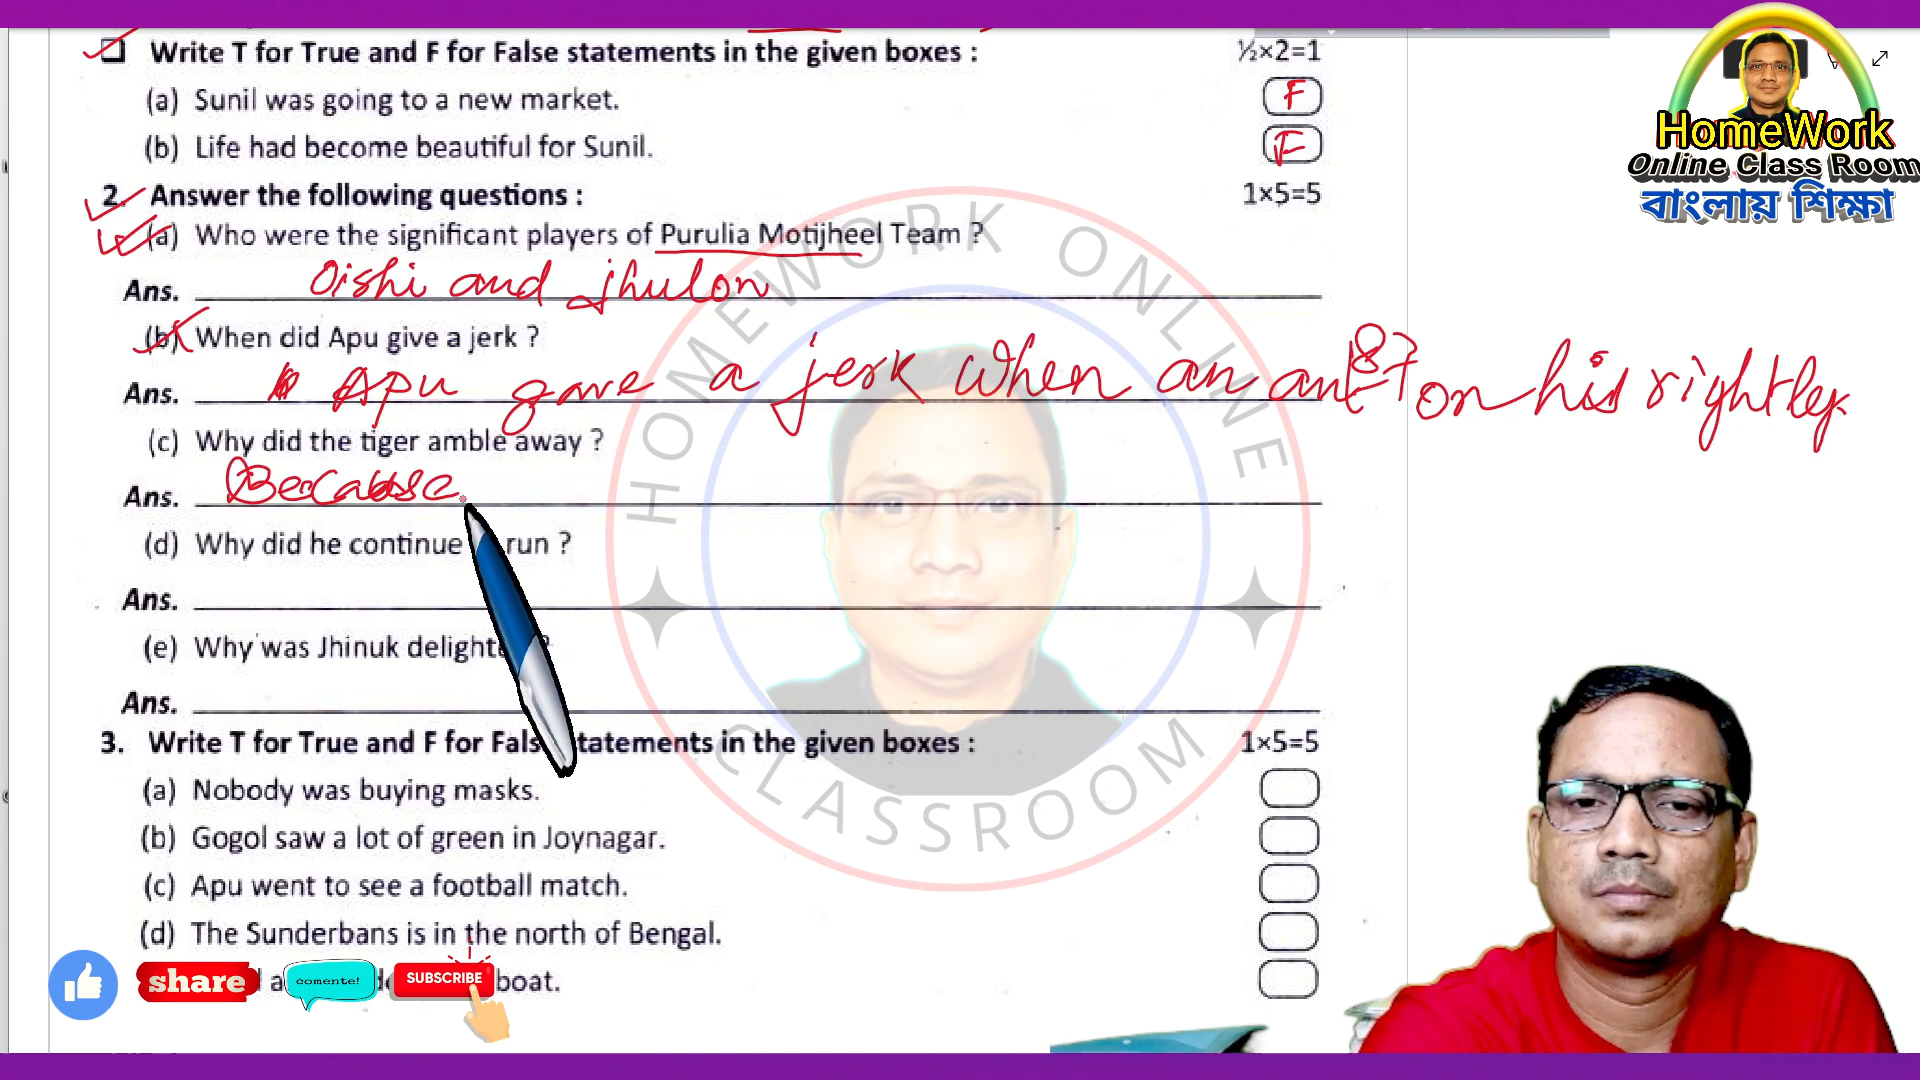 Write T for True and F for False statements in the given boxes : ½×2=1
(a) Sunil was going to a new market. F
(b) Life had become beautiful for Sunil. F
HomeWork
Online Class Room
বাংলায় শিক্ষা
2. Answer the following questions : 1×5=5
(a) Who were the significant players of Purulia Motijheel Team ?
Ans. Oishi and jhulon
(b) When did Apu give a jerk ?
Ans. Apu gave a jerk when an ant on his right leg
(c) Why did the tiger amble away ?
Ans. Because
(d) Why did he continue run ?
Ans.
(e) Why was Jhinuk delight ?
Ans.
3. Write T for True and F for Fals tatements in the given boxes : 1×5=5
(a) Nobody was buying masks.
(b) Gogol saw a lot of green in Joynagar.
(c) Apu went to see a football match.
(d) The Sunderbans is in the north of Bengal.
boat.
share
comente!
SUBSCRIBE
HOMEWORK ONLINE
CLASSROOM